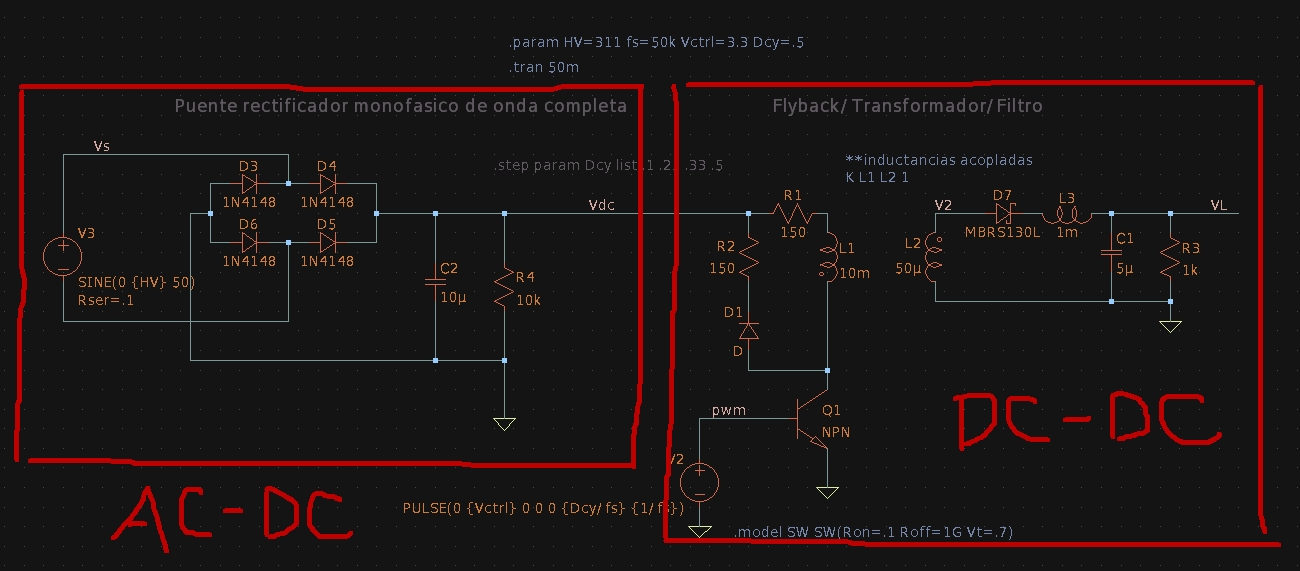 .param HV=311 fs=50k Vctrl=3.3 Dcy=.5
.tran 50m
Puente rectificador monofasico de onda completa
Flyback/Transformador/Filtro
Vs
.step param Dcy list .1 .2 .33 .5
**inductancias acopladas
K L1 L2 1
D3
D4
1N4148
1N4148
D6
D5
1N4148
1N4148
V3
SINE(0 {HV} 50)
Rser=.1
C2
10µ
R4
10k
Vdc
R1
150
R2
150
L1
10m
D1
D
V2
L2
50µ
D7
MBRS130L
L3
1m
VL
C1
5µ
R3
1k
pwm
Q1
NPN
V2
PULSE(0 {Vctrl} 0 0 0 {Dcy/fs} {1/fs})
.model SW SW(Ron=.1 Roff=1G Vt=.7)
AC-DC
DC-DC